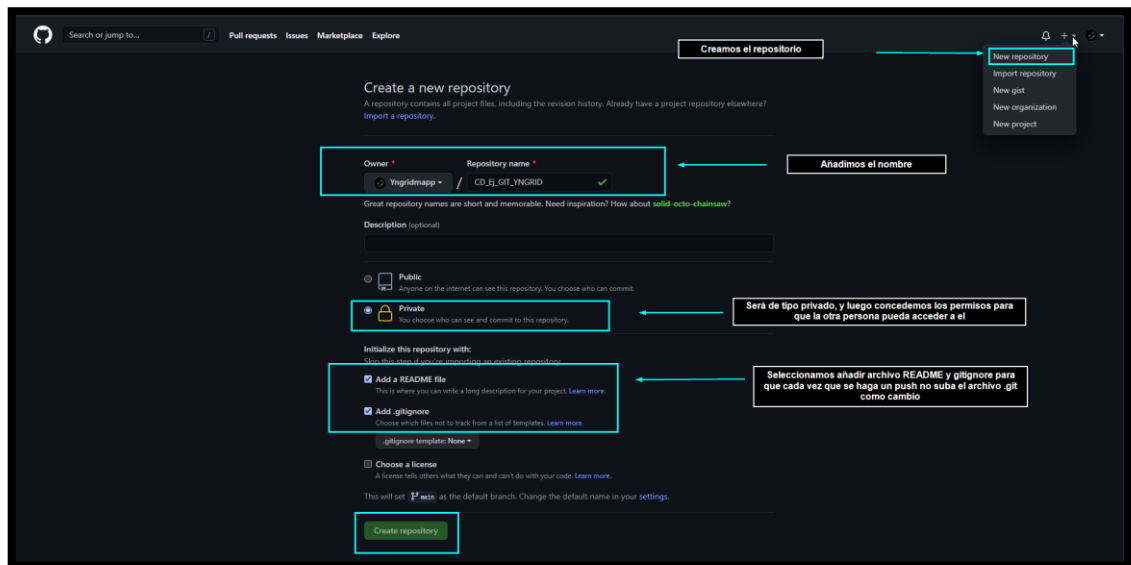 Search or jump to... /
Pull requests Issues Marketplace Explore
Creamos el repositorio
New repository
Import repository
New gist
New organization
New project
Create a new repository
A repository contains all project files, including the revision history. Already have a project repository elsewhere?
Import a repository.
Owner * Repository name *
Yngridmapp / CD_Ej_GIT_YNGRID
Añadimos el nombre
Great repository names are short and memorable. Need inspiration? How about solid-octo-chainsaw?
Description (optional)
Public
Anyone on the internet can see this repository. You choose who can commit.
Private
You choose who can see and commit to this repository.
Será de tipo privado, y luego concedemos los permisos para
que la otra persona pueda acceder a el
Initialize this repository with:
Skip this step if you're importing an existing repository.
Add a README file
This is where you can write a long description for your project. Learn more.
Add .gitignore
Choose which files not to track from a list of templates. Learn more.
.gitignore template: None
Seleccionamos añadir archivo README y gitignore para
que cada vez que se haga un push no suba el archivo .git
como cambio
Choose a license
A license tells others what they can and can't do with your code. Learn more.
This will set main as the default branch. Change the default name in your settings.
Create repository